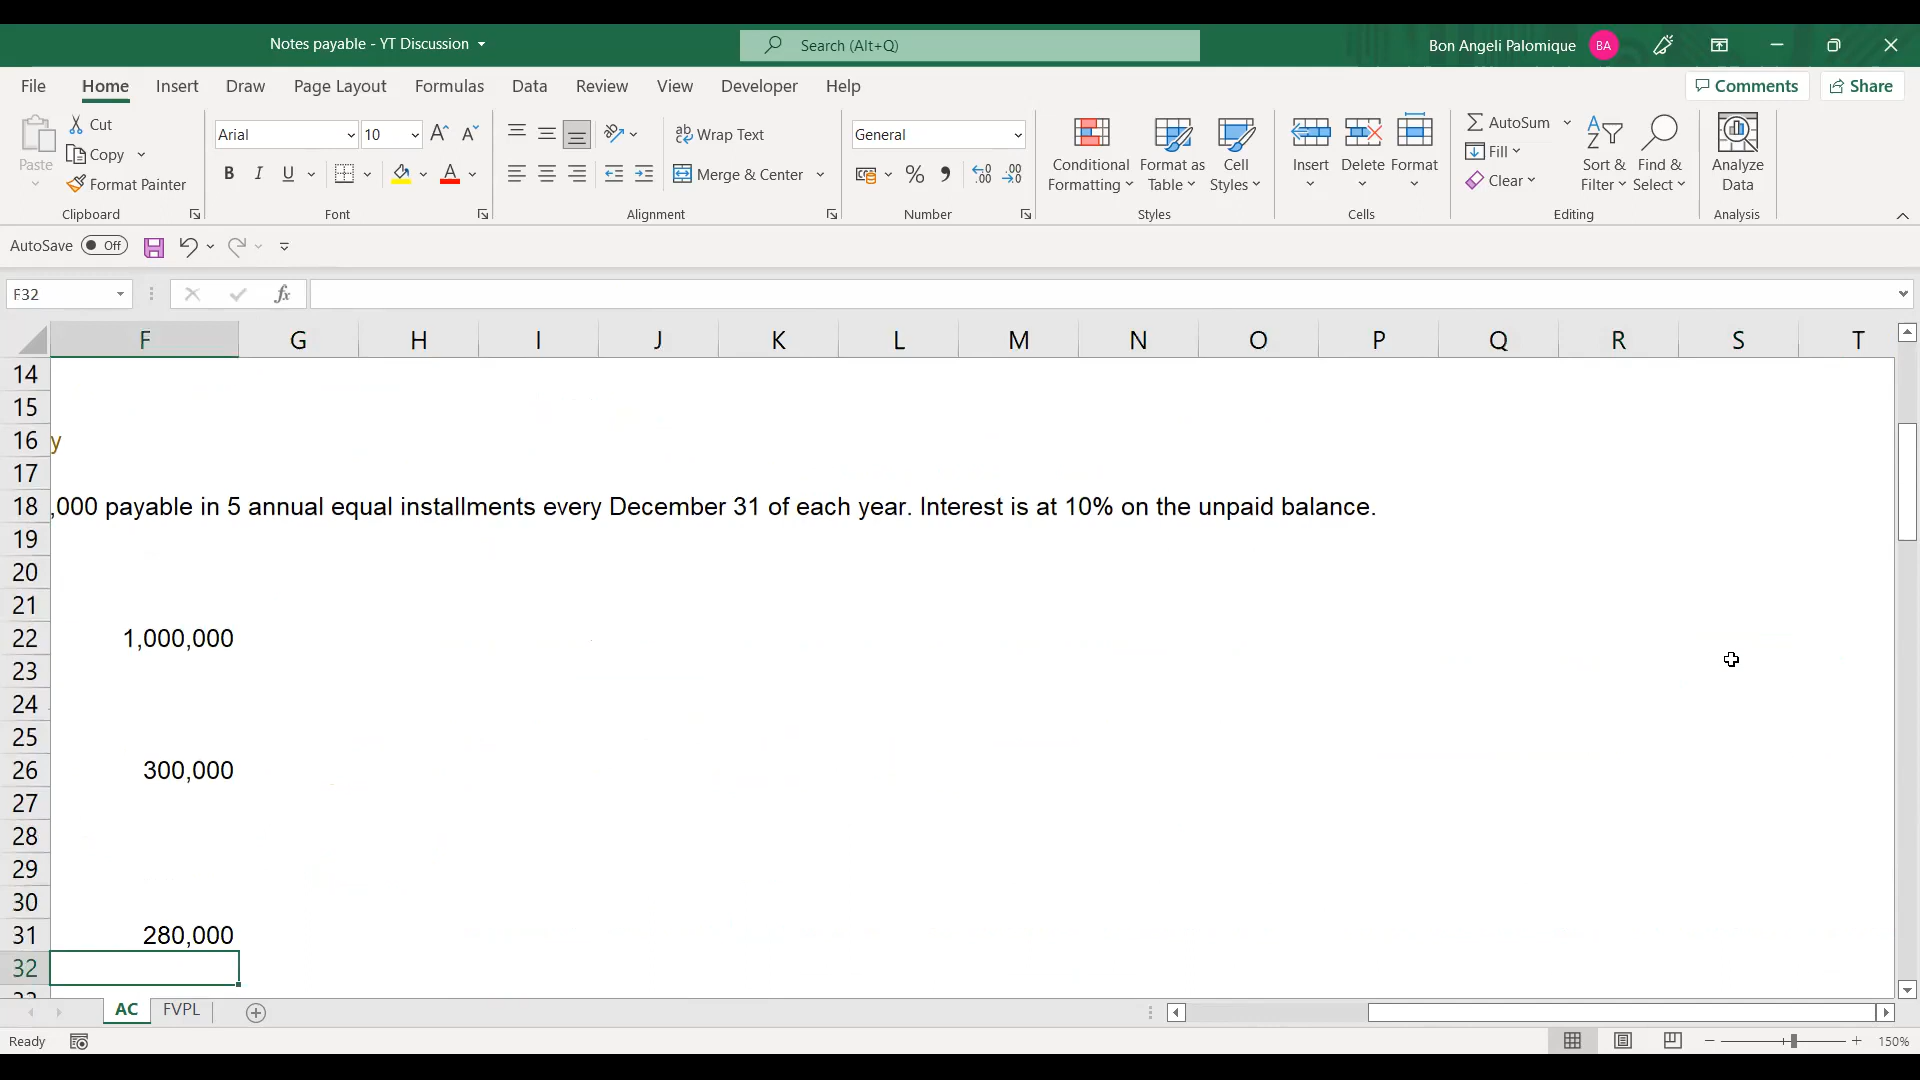 Notes payable - YT Discussion
Search (Alt+Q)
Bon Angeli Palomique
BA
File Home Insert Draw Page Layout Formulas Data Review View Developer Help
Comments
Share
Paste
Cut
Copy
Format Painter
Clipboard
Arial
10
B I U
Font
Wrap Text
Merge & Center
Alignment
General
Number
Conditional Formatting
Format as Table
Cell Styles
Styles
Insert
Delete
Format
Cells
AutoSum
Fill
Clear
Sort & Filter
Find & Select
Editing
Analyze Data
Analysis
AutoSave Off
F32
fx
F G H I J K L M N O P Q R S T
14
15
16 y
17
18 ,000 payable in 5 annual equal installments every December 31 of each year. Interest is at 10% on the unpaid balance.
19
20
21
22 1,000,000
23
24
25
26 300,000
27
28
29
30
31 280,000
32
AC FVPL
Ready
150%